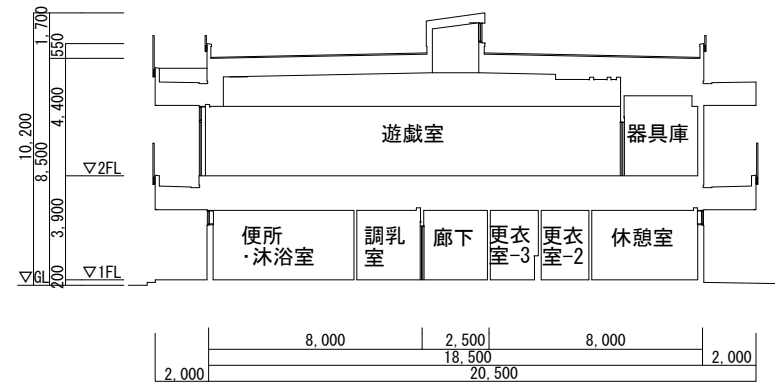 1,700
550
4,400
10,200
8,500
3,900
200
▽2FL
▽GL
▽1FL
遊戯室
器具庫
便所
・沐浴室
調乳
室
廊下
更衣
室-3
更衣
室-2
休憩室
8,000
2,500
8,000
18,500
2,000
2,000
20,500